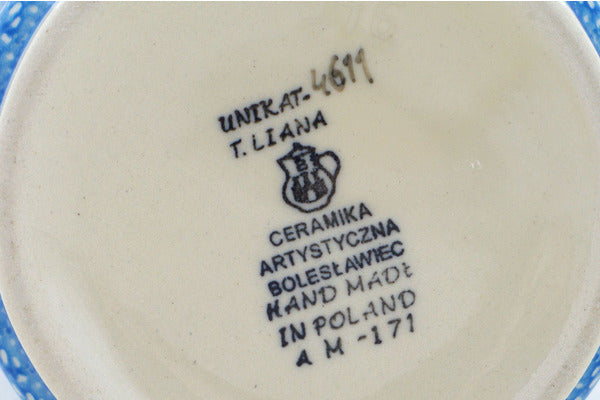 UNIKAT-4611
T. LIANA
CERAMIKA
ARTYSTYCZNA
BOLESŁAWIEC
HAND MADE
IN POLAND
A M -171